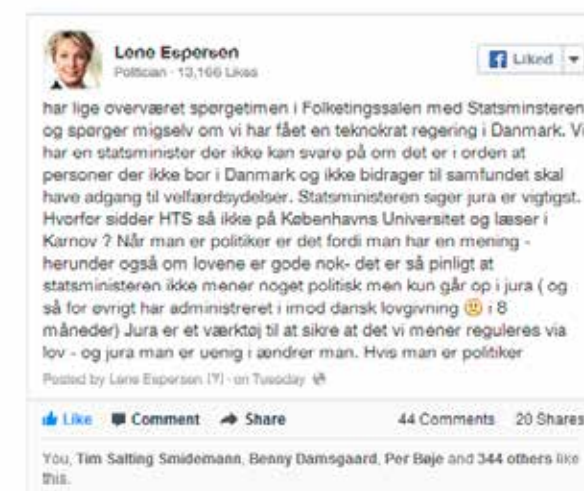 Lene Espersen
Politician · 13,166 Likes
Liked
har lige overværet spørgetimen i Folketingssalen med Statsminsteren
og spørger migselv om vi har fået en teknokrat regering i Danmark. Vi
har en statsminister der ikke kan svare på om det er i orden at
personer der ikke bor i Danmark og ikke bidrager til samfundet skal
have adgang til velfærdsydelser. Statsministeren siger jura er vigtigst.
Hvorfor sidder HTS så ikke på Københavns Universitet og læser i
Karnov ? Når man er politiker er det fordi man har en mening -
herunder også om lovene er gode nok- det er så pinligt at
statsministeren ikke mener noget politisk men kun går op i jura ( og
så for øvrigt har administreret i imod dansk lovgivning 🙁 i 8
måneder) Jura er et værktøj til at sikre at det vi mener reguleres via
lov - og jura man er uenig i ændrer man. Hvis man er politiker
Posted by Lene Espersen [?] · on Tuesday
Like Comment Share 44 Comments 20 Shares
You, Tim Salting Smidemann, Benny Damsgaard, Per Bøje and 344 others like
this.